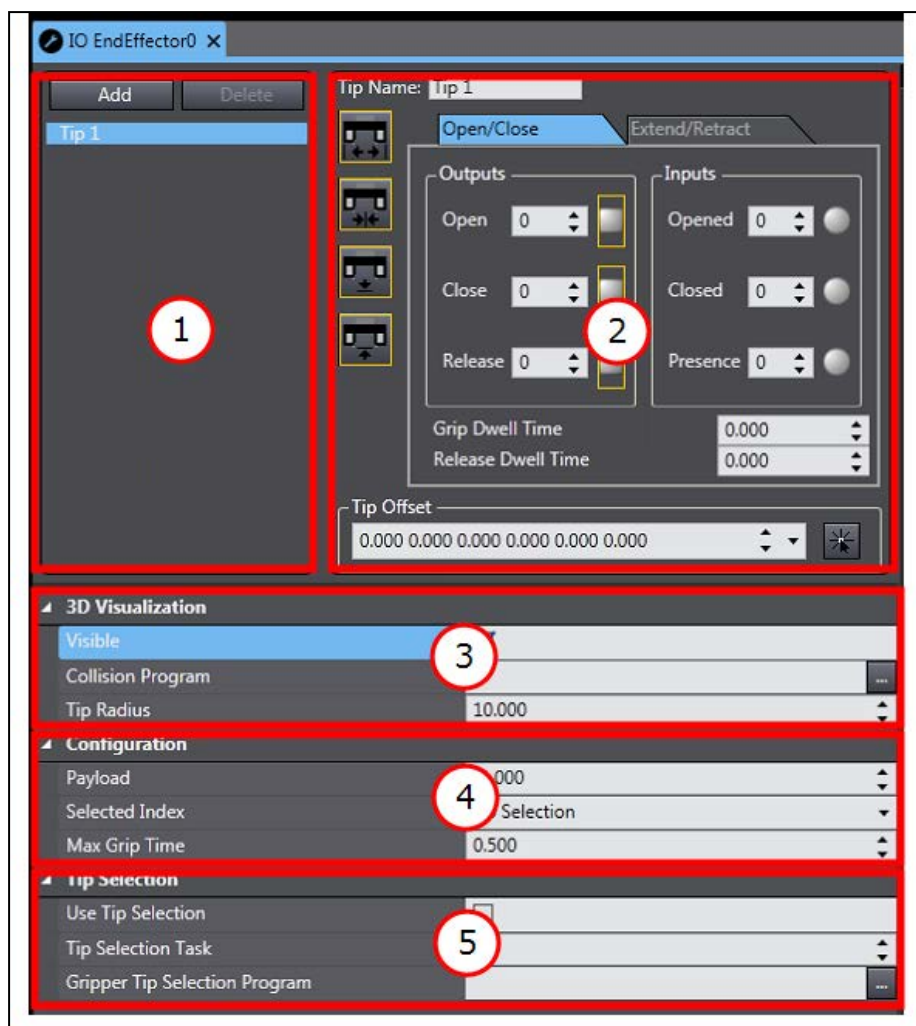 IO EndEffector0 X
Add Delete
Tip 1
1
Tip Name: Tip 1
Open/Close Extend/Retract
Outputs
Open 0
Close 0
Release 0
Inputs
Opened 0
Closed 0
Presence 0
2
Grip Dwell Time 0.000
Release Dwell Time 0.000
Tip Offset
0.000 0.000 0.000 0.000 0.000 0.000
3D Visualization
Visible
3
Collision Program ...
Tip Radius 10.000
Configuration
Payload 000
4
Selected Index Selection
Max Grip Time 0.500
Tip Selection
Use Tip Selection
5
Tip Selection Task
Gripper Tip Selection Program ...